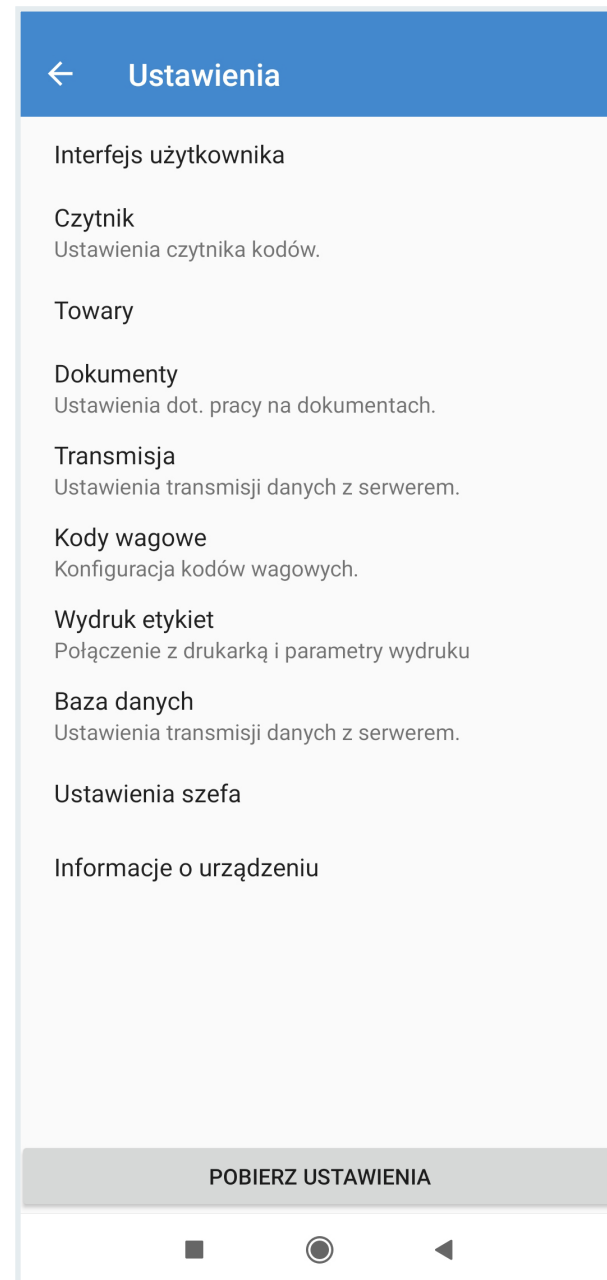 Ustawienia
Interfejs użytkownika
Czytnik
Ustawienia czytnika kodów.
Towary
Dokumenty
Ustawienia dot. pracy na dokumentach.
Transmisja
Ustawienia transmisji danych z serwerem.
Kody wagowe
Konfiguracja kodów wagowych.
Wydruk etykiet
Połączenie z drukarką i parametry wydruku
Baza danych
Ustawienia transmisji danych z serwerem.
Ustawienia szefa
Informacje o urządzeniu
POBIERZ USTAWIENIA